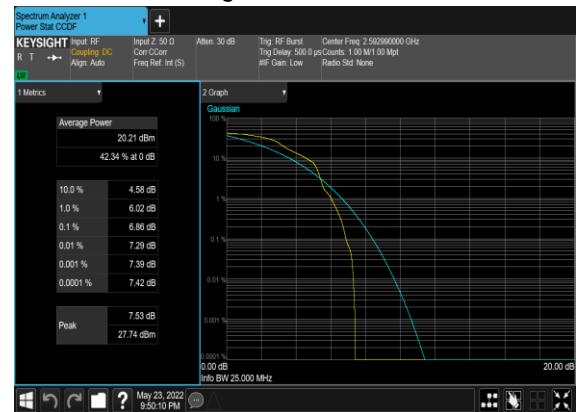 Spectrum Analyzer 1
Power Stat CCDF
KEYSIGHT
R T
LU
Input: RF
Coupling: DC
Align: Auto
Input Z: 50 Ω
Corr CCorr
Freq Ref: Int (S)
Atten: 30 dB
Trig: RF Burst
Trig Delay: 500.0 µs
#IF Gain: Low
Center Freq: 2.592990000 GHz
Counts: 1.00 M/1.00 Mpt
Radio Std: None
1 Metrics
Average Power
20.21 dBm
42.34 % at 0 dB
10.0 % 4.58 dB
1.0 % 6.02 dB
0.1 % 6.86 dB
0.01 % 7.29 dB
0.001 % 7.39 dB
0.0001 % 7.42 dB
Peak
7.53 dB
27.74 dBm
2 Graph
Gaussian
100 %
10 %
1 %
0.1 %
0.01 %
0.001 %
0.0001 %
0.00 dB 20.00 dB
Info BW 25.000 MHz
May 23, 2022
9:50:10 PM